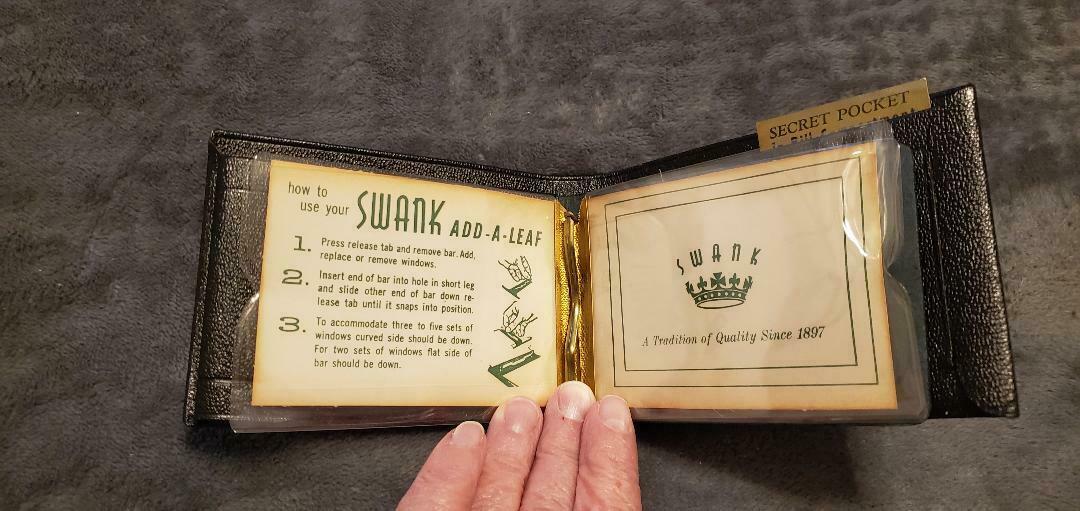 how to
use your SWANK ADD-A-LEAF
1. Press release tab and remove bar. Add,
replace or remove windows.
2. Insert end of bar into hole in short leg
and slide other end of bar down re-
lease tab until it snaps into position.
3. To accommodate three to five sets of
windows curved side should be down.
For two sets of windows flat side of
bar should be down.
SECRET POCKET
SWANK
A Tradition of Quality Since 1897